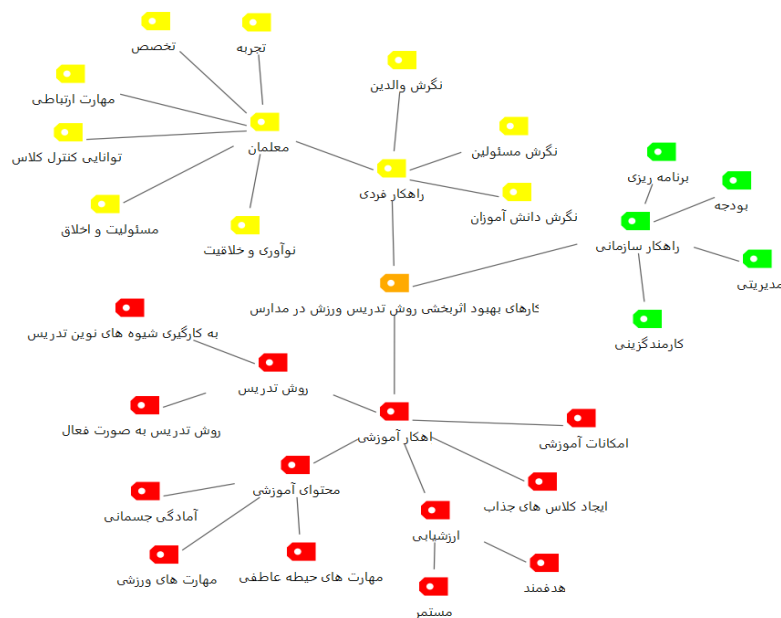 تخصص
تجربه
مهارت ارتباطی
نگرش والدین
معلمان
توانایی کنترل کلاس
نگرش مسئولین
برنامه ریزی
راهکار فردی
بودجه
نگرش دانش آموزان
مسئولیت و اخلاق
نوآوری و خلاقیت
راهکار سازمانی
مدیریتی
کارهای بهبود اثربخشی روش تدریس ورزش در مدارس
به کارگیری شیوه های نوین تدریس
کارمندگزینی
روش تدریس
روش تدریس به صورت فعال
اهکار آموزشی
امکانات آموزشی
محتوای آموزشی
ایجاد کلاس های جذاب
آمادگی جسمانی
ارزشیابی
مهارت های ورزشی
مهارت های حیطه عاطفی
هدفمند
مستمر